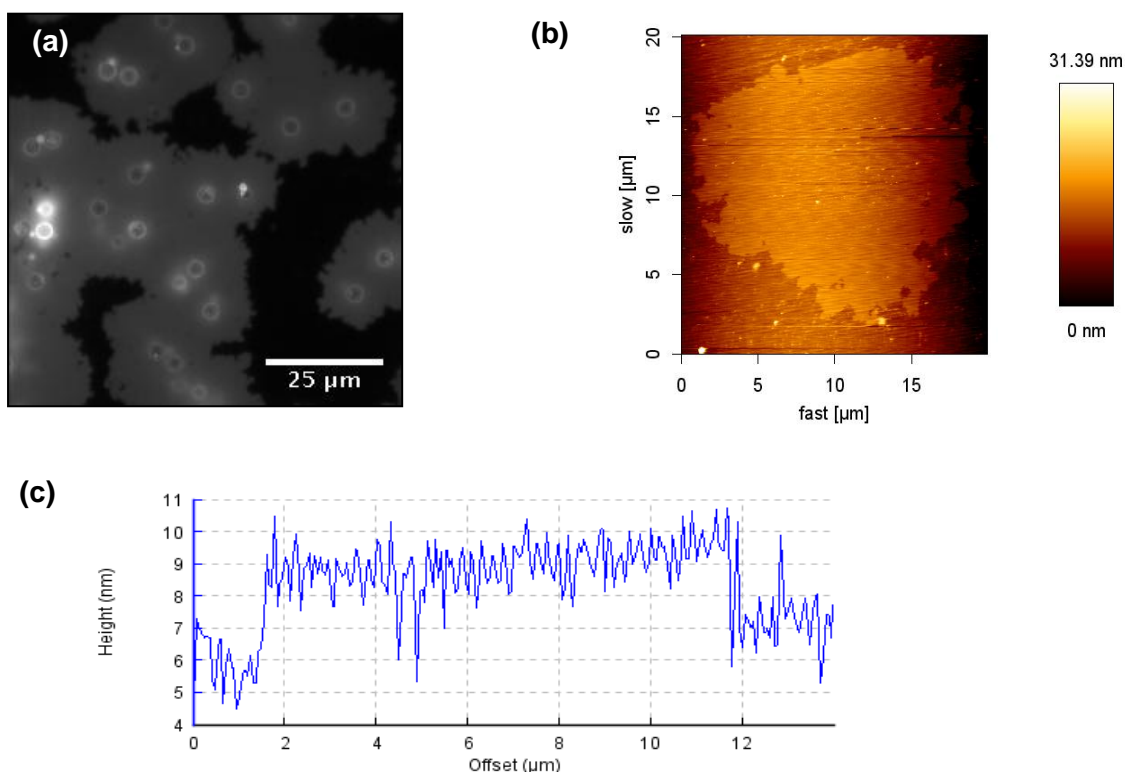 (a)
25 µm
(b)
20
15
10
5
0
slow [µm]
0 5 10 15
fast [µm]
31.39 nm
0 nm
(c)
11
10
9
8
7
6
5
4
Height (nm)
0 2 4 6 8 10 12
Offset (µm)